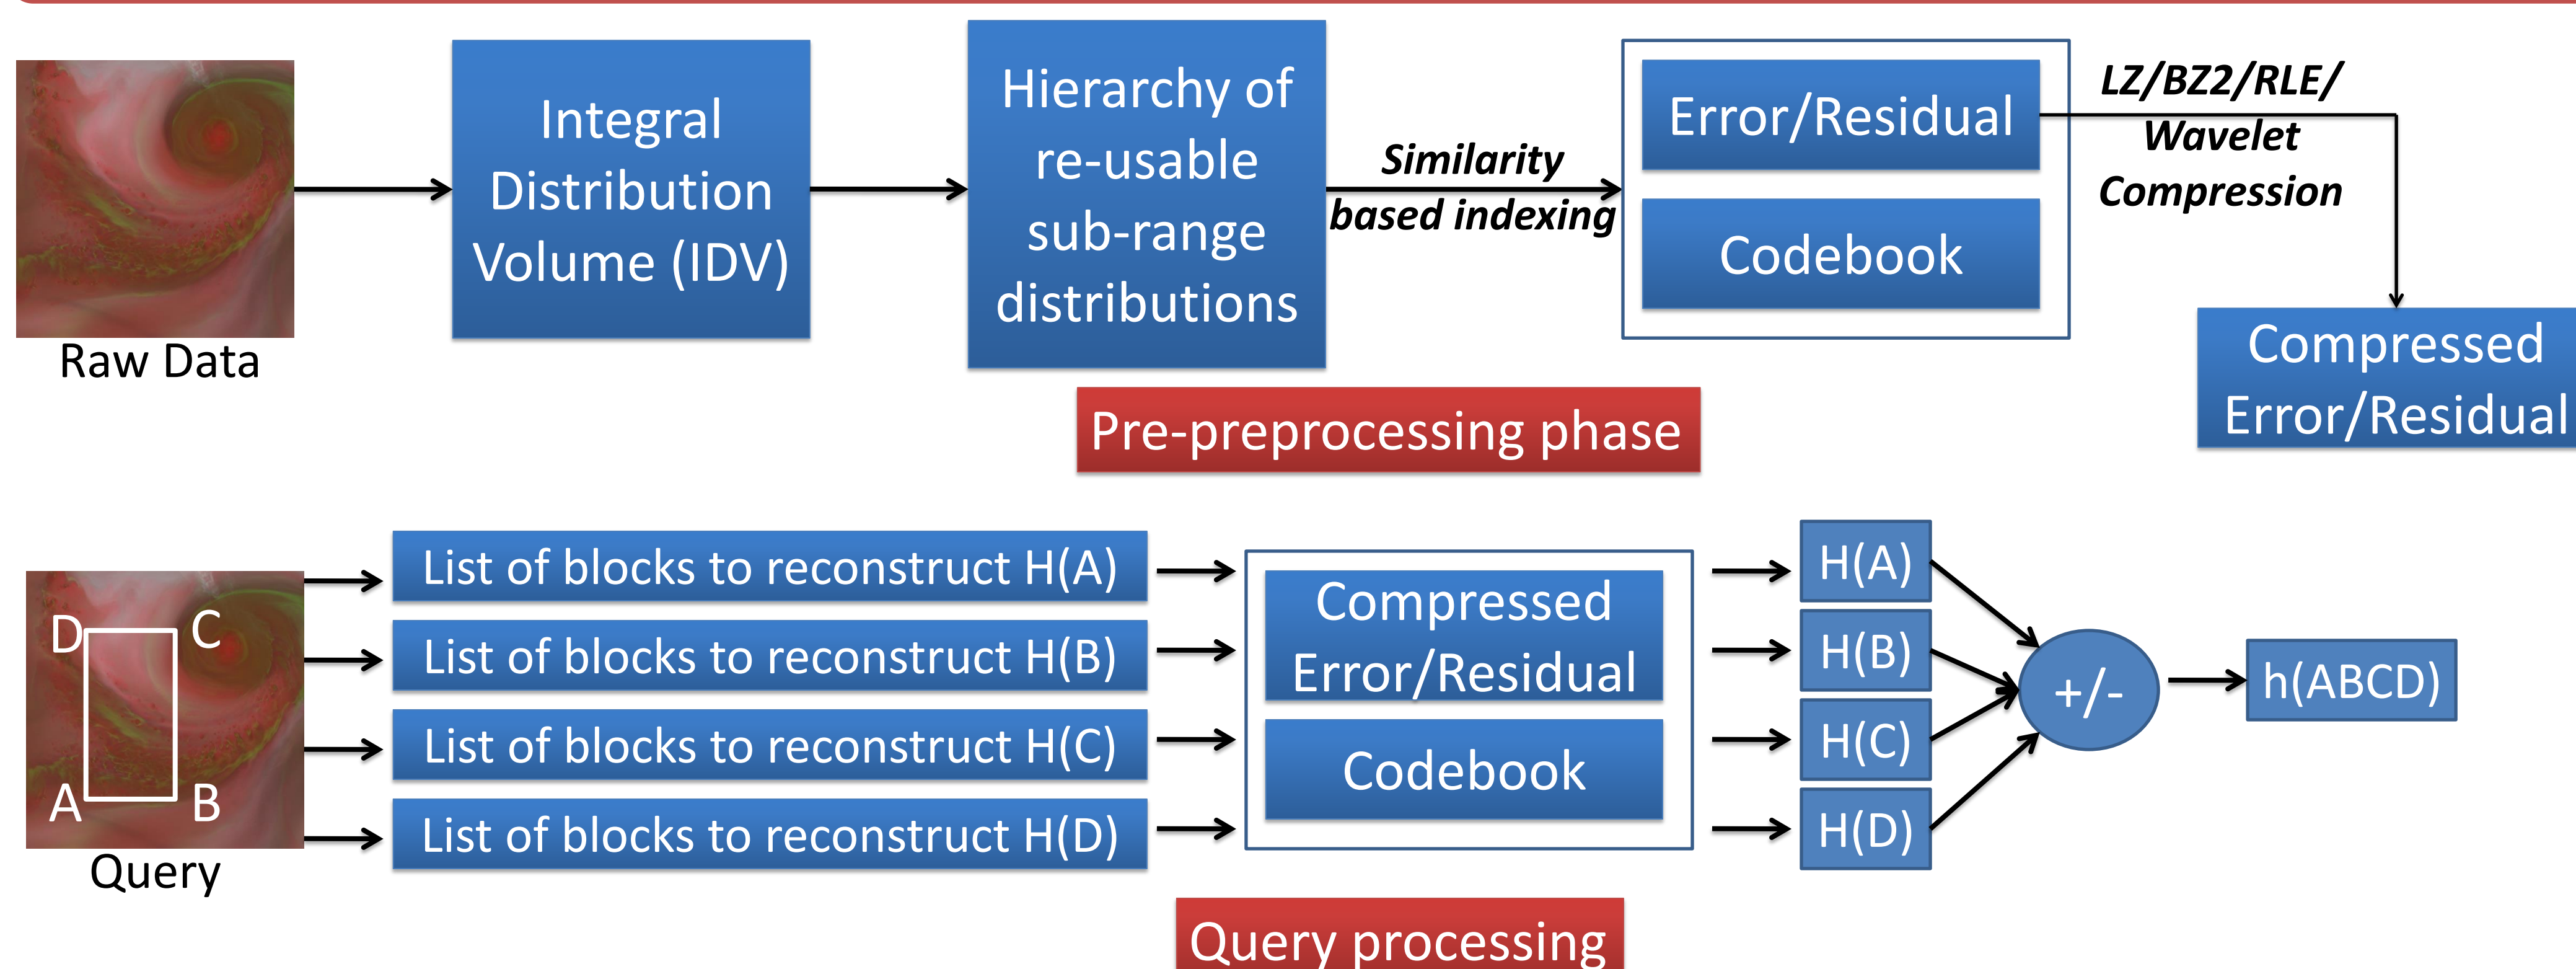 Raw Data
Integral
Distribution
Volume (IDV)
Hierarchy of
re-usable
sub-range
distributions
Similarity
based indexing
Error/Residual
Codebook
LZ/BZ2/RLE/
Wavelet
Compression
Compressed
Error/Residual
Pre-preprocessing phase
D
C
A
B
Query
List of blocks to reconstruct H(A)
List of blocks to reconstruct H(B)
List of blocks to reconstruct H(C)
List of blocks to reconstruct H(D)
Compressed
Error/Residual
Codebook
H(A)
H(B)
H(C)
H(D)
+/-
h(ABCD)
Query processing